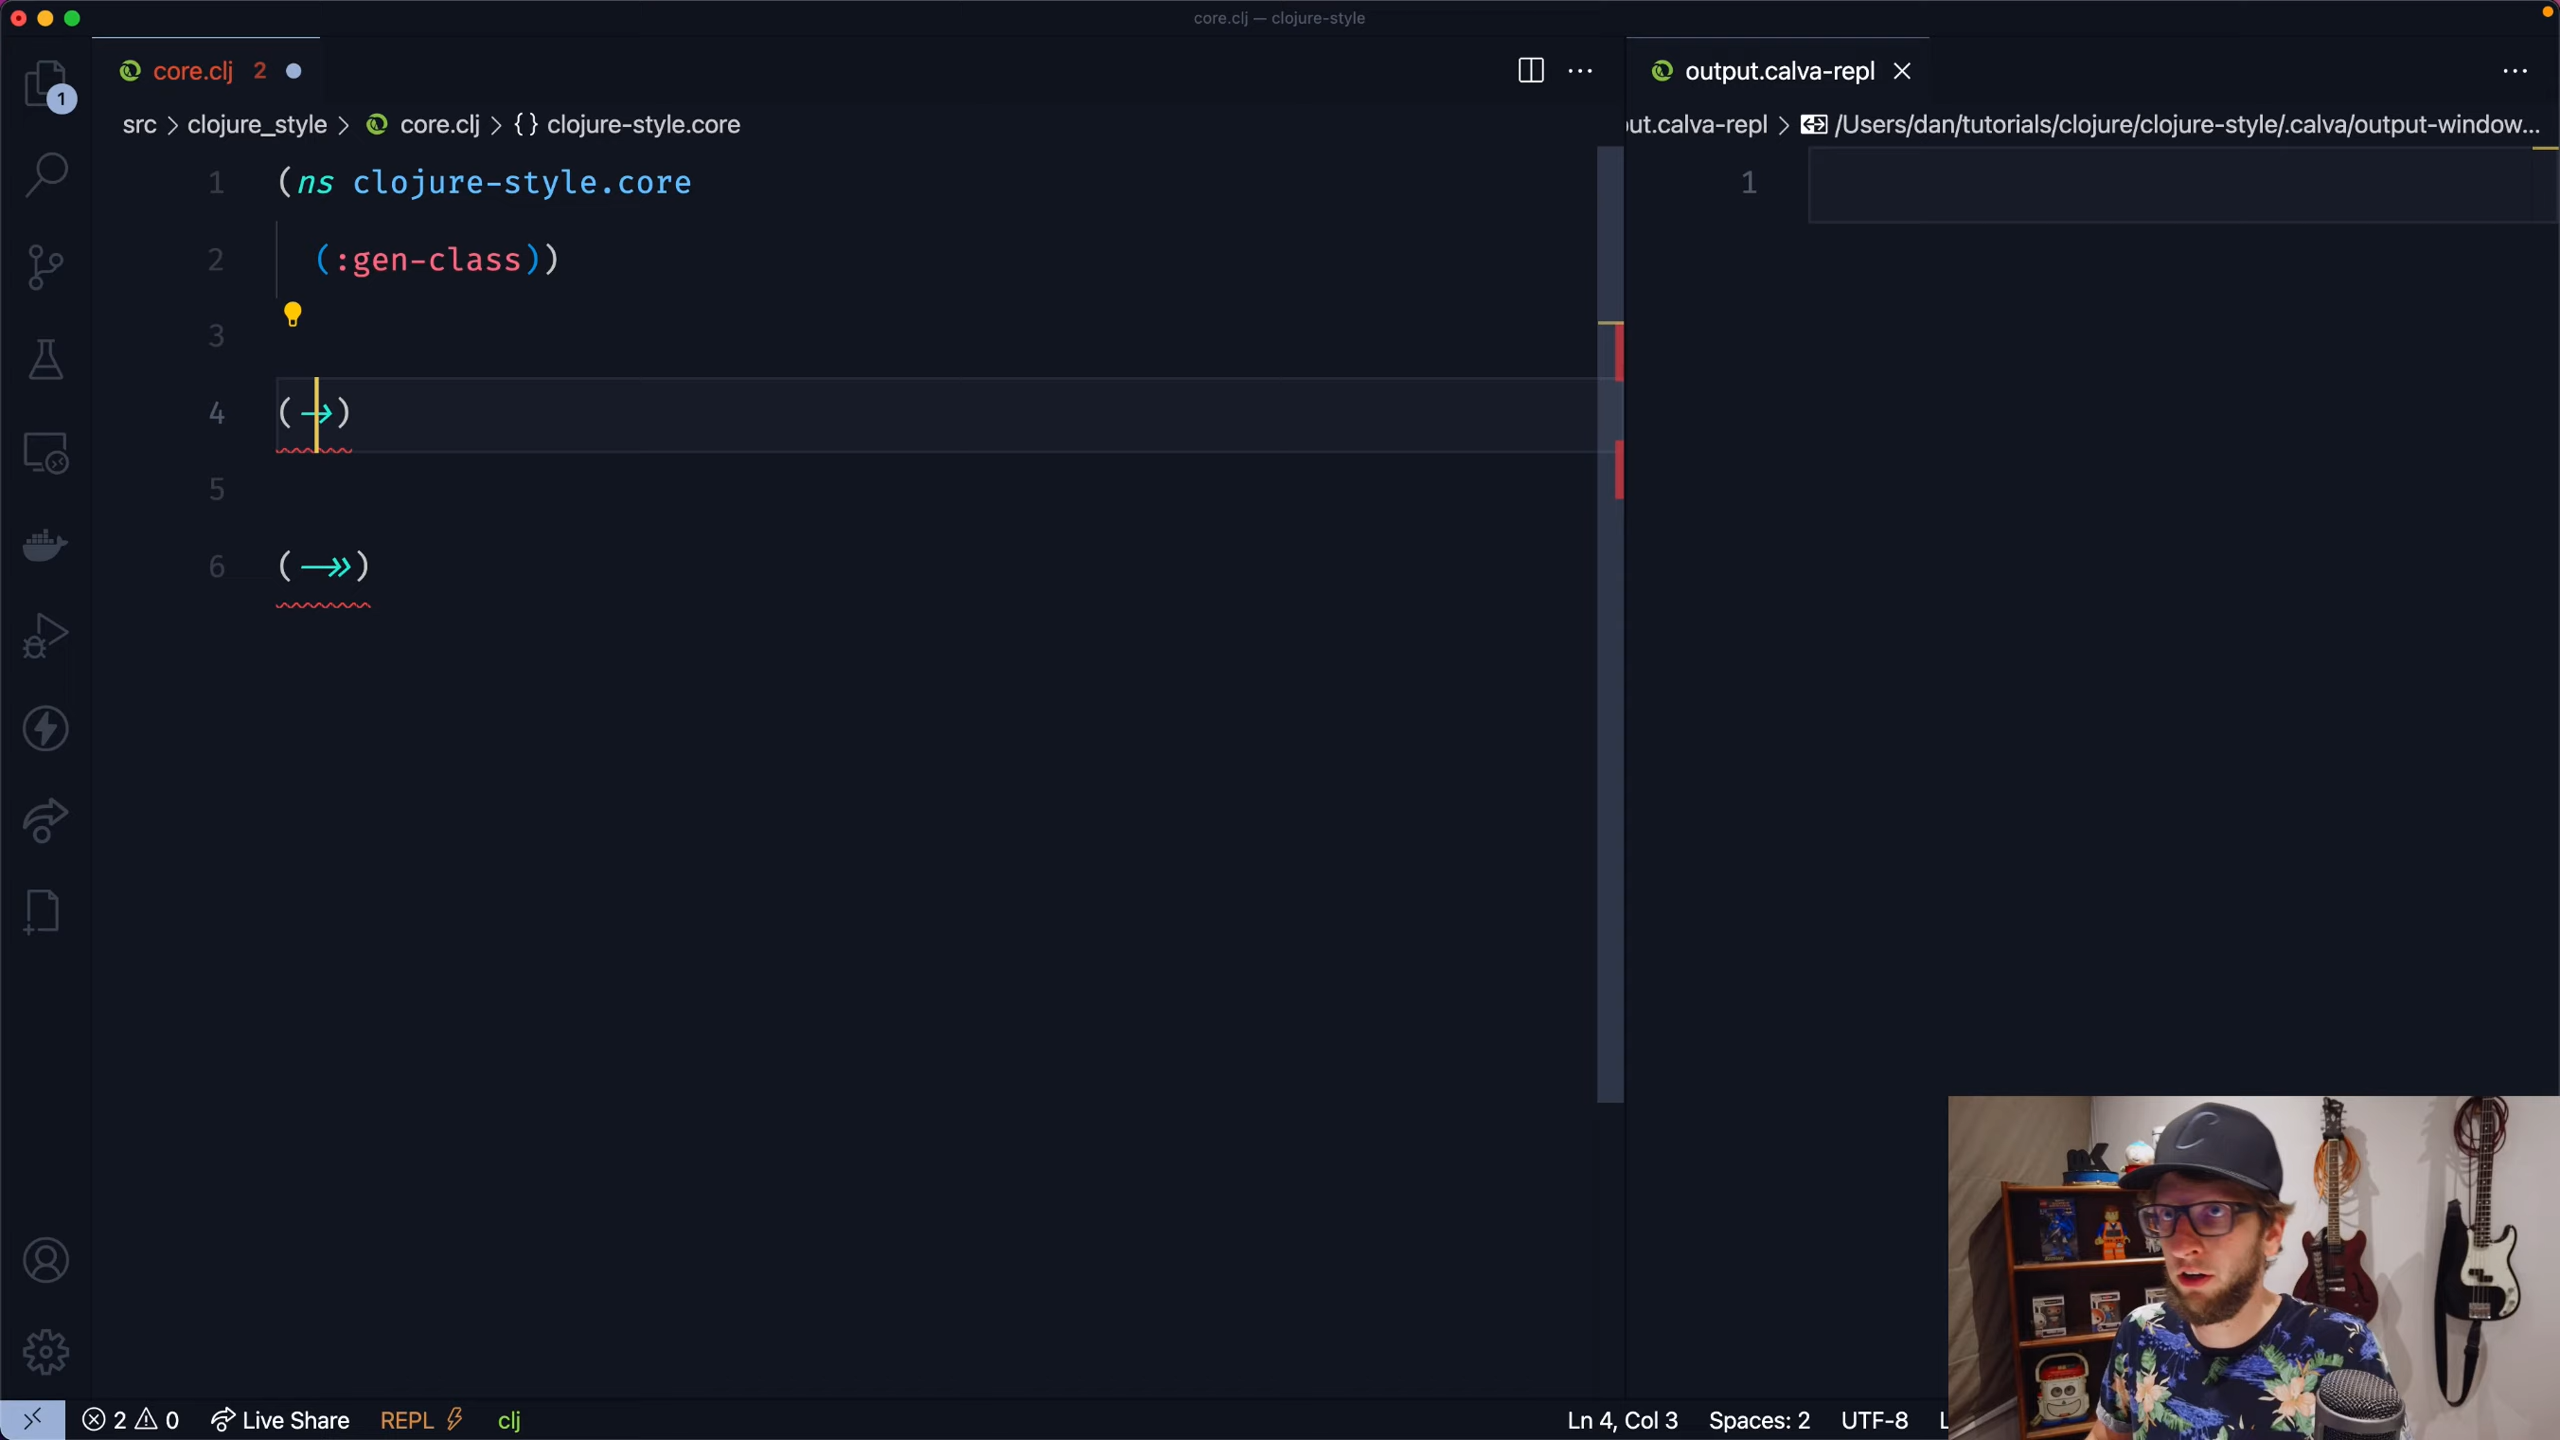 core.clj — clojure-style
core.clj 2
output.calva-repl
1
src > clojure_style > core.clj > {} clojure-style.core
ut.calva-repl > /Users/dan/tutorials/clojure/clojure-style/.calva/output-window...
1 (ns clojure-style.core
2 (:gen-class))
3
4 (->)
5
6 (->>)
1
2 0 Live Share REPL clj
Ln 4, Col 3 Spaces: 2 UTF-8 L